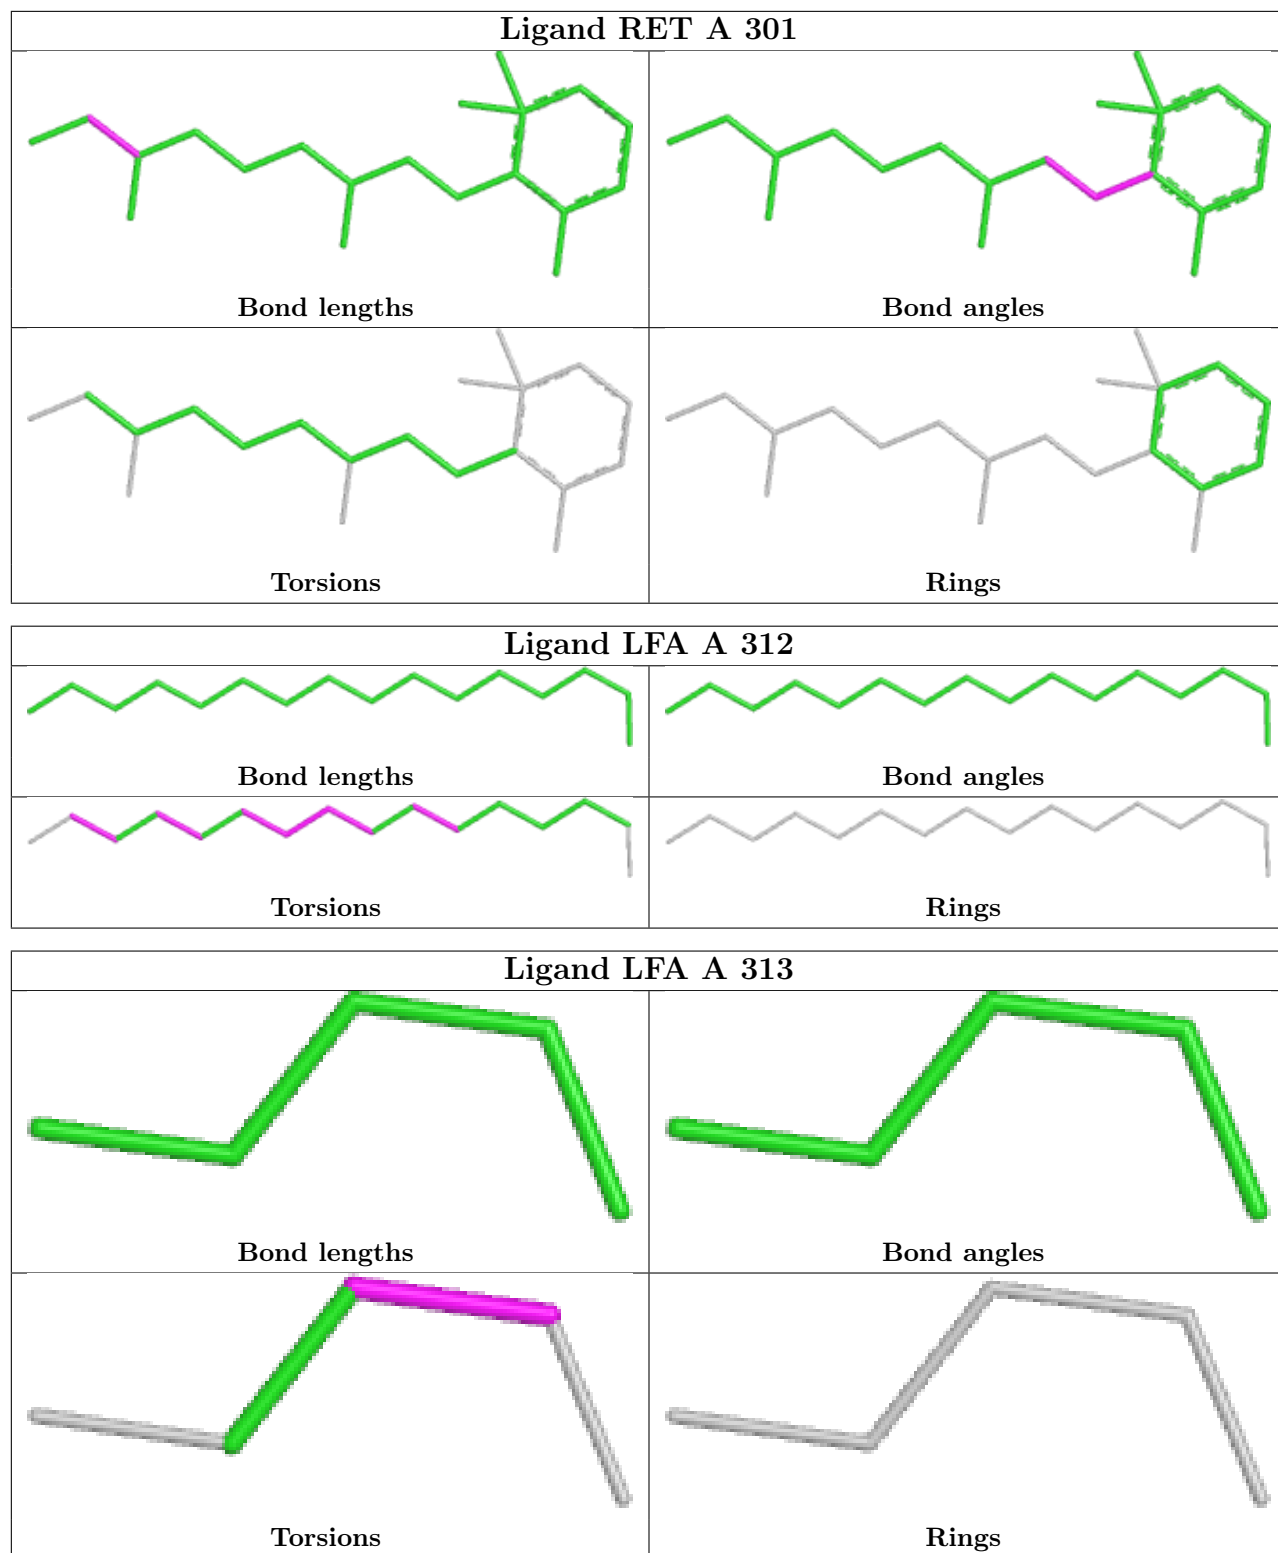 Ligand RET A 301
Bond lengths
Bond angles
Torsions
Rings
Ligand LFA A 312
Bond lengths
Bond angles
Torsions
Rings
Ligand LFA A 313
Bond lengths
Bond angles
Torsions
Rings